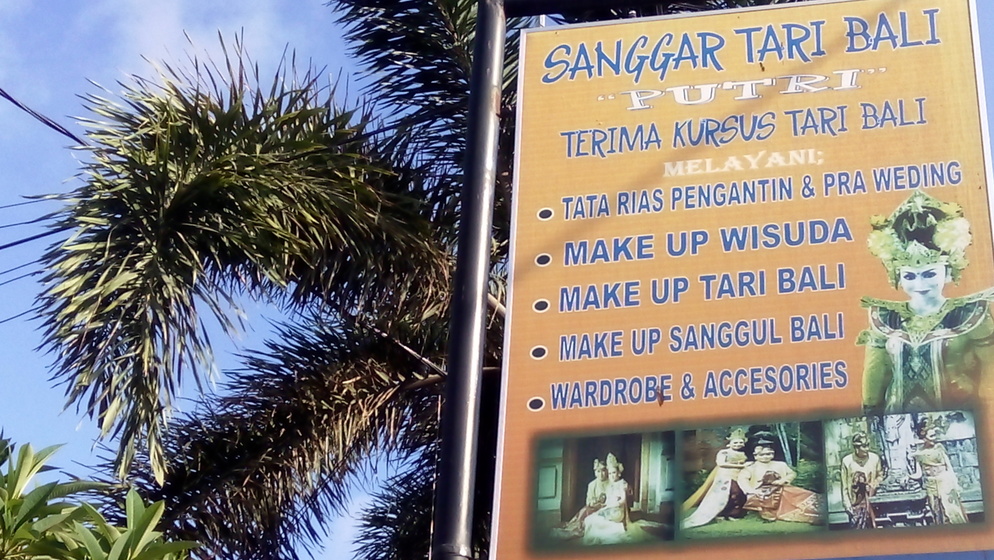 SANGGAR TARI BALI
"PUTRI"
TERIMA KURSUS TARI BALI
MELAYANI;
TATA RIAS PENGANTIN & PRA WEDING
MAKE UP WISUDA
MAKE UP TARI BALI
MAKE UP SANGGUL BALI
WARDROBE & ACCESORIES